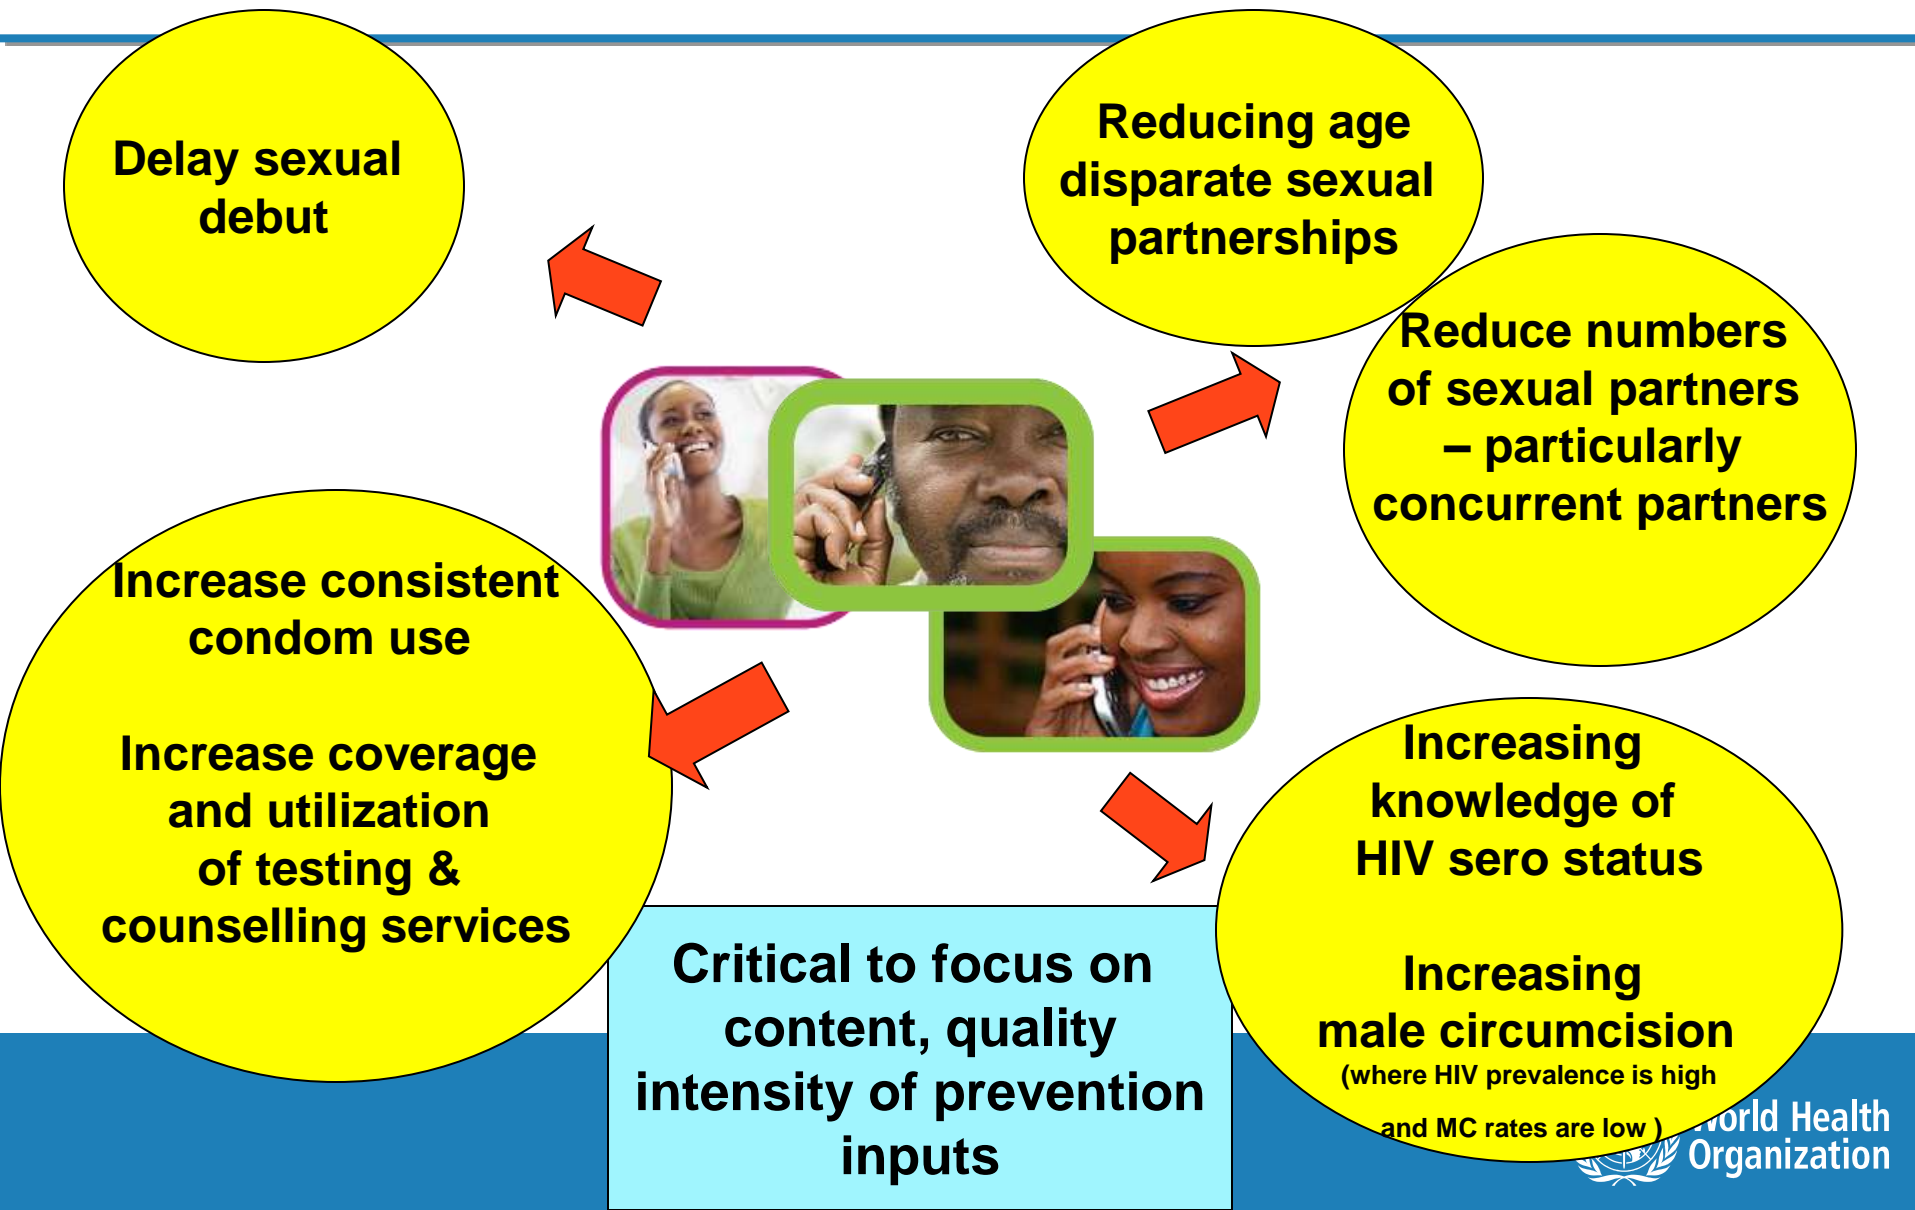 Delay sexual
debut
Reducing age
disparate sexual
partnerships
Reduce numbers
of sexual partners
– particularly
concurrent partners
Increase consistent
condom use
Increase coverage
and utilization
of testing &
counselling services
Increasing
knowledge of
HIV sero status
Increasing
male circumcision
(where HIV prevalence is high
and MC rates are low )
Critical to focus on
content, quality
intensity of prevention
inputs
World Health
Organization